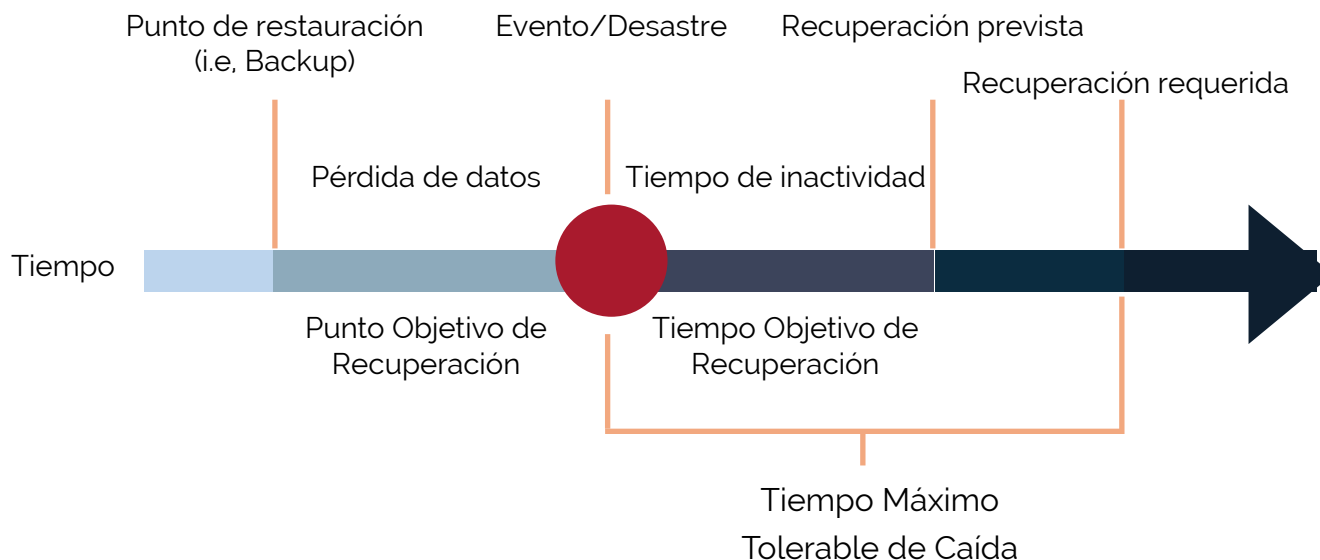 Punto de restauración
(i.e, Backup)
Evento/Desastre
Recuperación prevista
Recuperación requerida
Pérdida de datos
Tiempo de inactividad
Tiempo
Punto Objetivo de
Recuperación
Tiempo Objetivo de
Recuperación
Tiempo Máximo
Tolerable de Caída